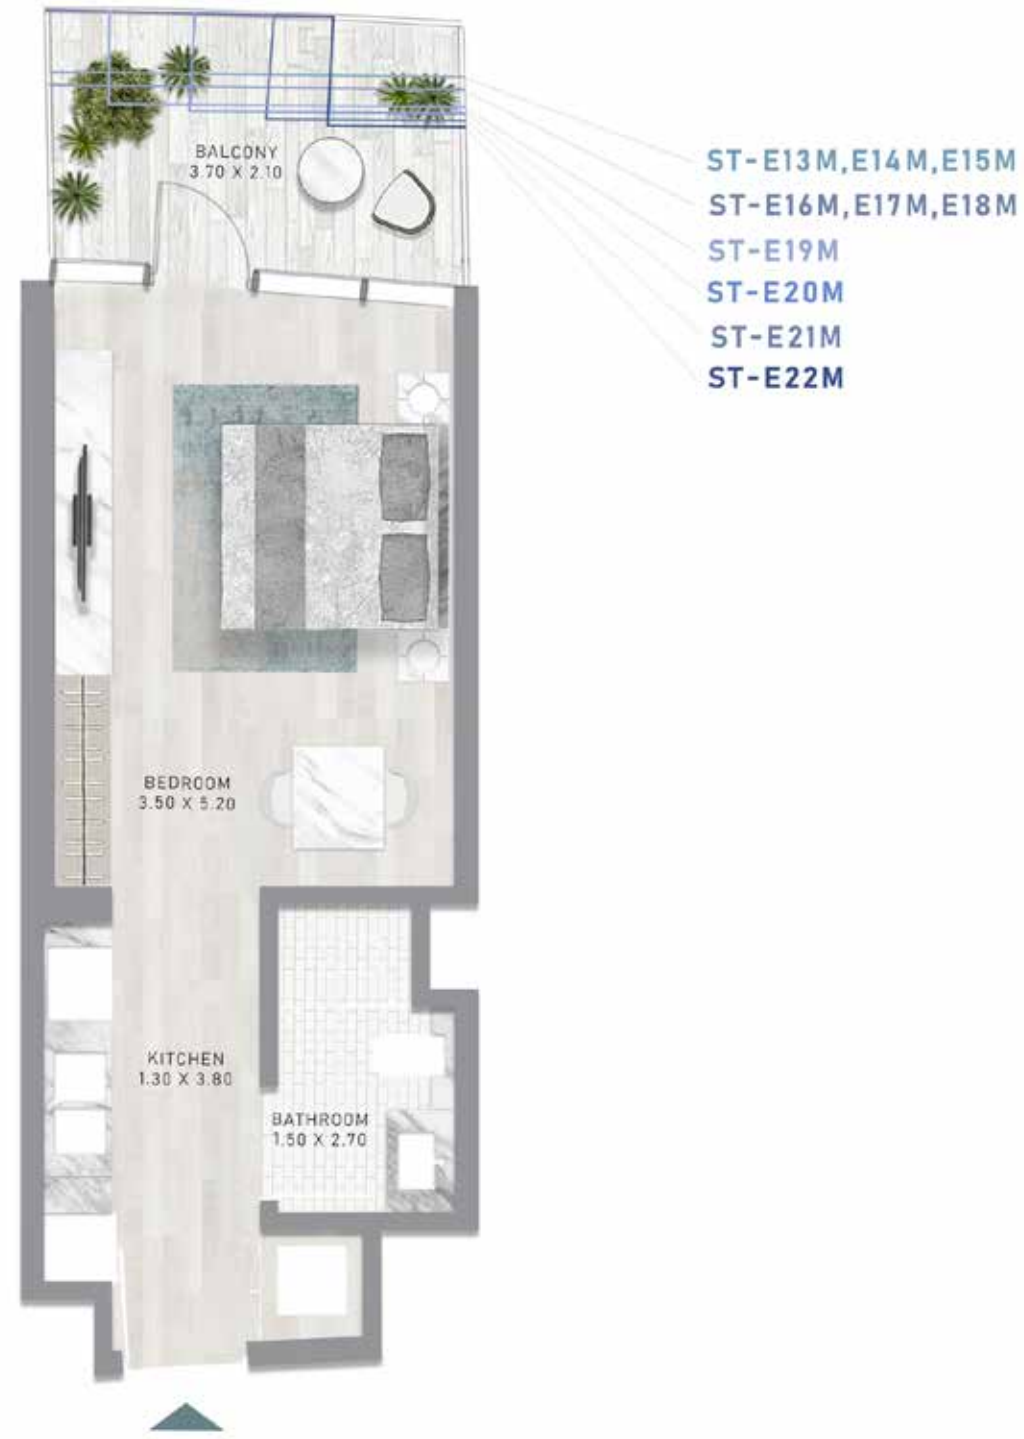 BALCONY
3.70 X 2.10
ST-E13M,E14M,E15M
ST-E16M,E17M,E18M
ST-E19M
ST-E20M
ST-E21M
ST-E22M
BEDROOM
3.50 X 5.20
KITCHEN
1.30 X 3.80
BATHROOM
1.50 X 2.70